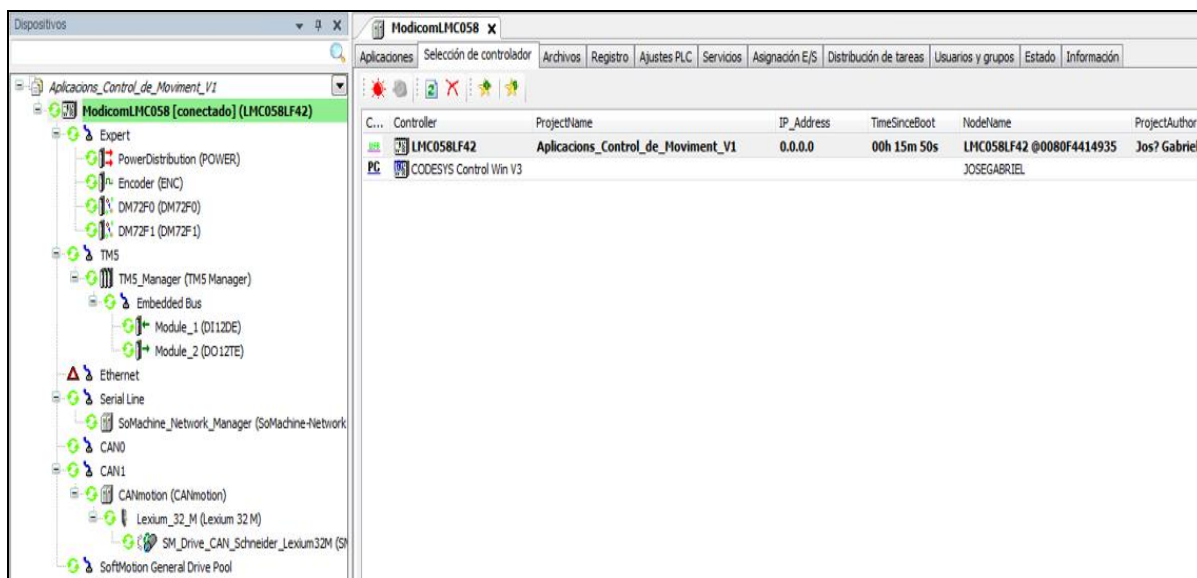 Dispositivos
Aplicacions_Control_de_Moviment_V1
ModicomLMC058 [conectado] (LMC058LF42)
Expert
PowerDistribution (POWER)
Encoder (ENC)
DM72F0 (DM72F0)
DM72F1 (DM72F1)
TM5
TM5_Manager (TM5 Manager)
Embedded Bus
Module_1 (DI12DE)
Module_2 (DO12TE)
Ethernet
Serial Line
SoMachine_Network_Manager (SoMachine-Network
CAN0
CAN1
CANmotion (CANmotion)
Lexium_32_M (Lexium 32 M)
SM_Drive_CAN_Schneider_Lexium32M (SM
SoftMotion General Drive Pool
ModicomLMC058 X
Aplicaciones Selección de controlador Archivos Registro Ajustes PLC Servicios Asignación E/S Distribución de tareas Usuarios y grupos Estado Información
C... Controller ProjectName IP_Address TimeSinceBoot NodeName ProjectAuthor
LMC058LF42 Aplicacions_Control_de_Moviment_V1 0.0.0.0 00h 15m 50s LMC058LF42 @0080F4414935 Jos? Gabriel
PC CODESYS Control Win V3 JOSEGABRIEL